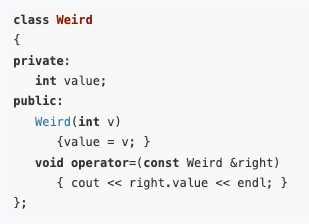 class Weird
{
private:
   int value;
public:
   Weird(int v)
      {value = v; }
   void operator=(const Weird &right)
      { cout << right.value << endl; }
};